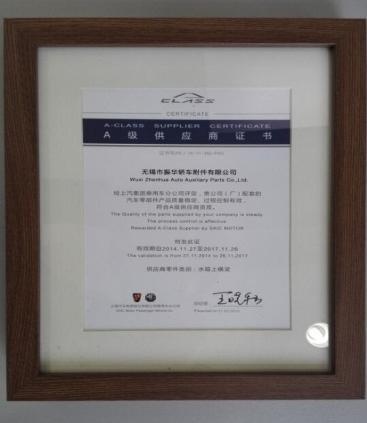 CLASS
CERTIFICATE
A-CLASS SUPPLIER CERTIFICATE
A级供应商证书
无锡市振华轿车附件有限公司
Wuxi Zhenhua Auto Auxiliary Parts Co.,Ltd.
经上汽集团乘用车分公司评定，贵公司（厂）配套的
汽车零部件产品质量稳定、过程控制有效，
符合A级供应商资质。
The Quality of the parts supplied by your company is steady.
The process control is effective.
Rewarded A-Class Supplier by SAIC MOTOR
特发此证
有效期自2014.11.27至2017.11.26
The validation is from 27.11.2014 to 26.11.2017
供应商零件类别：水箱上横梁